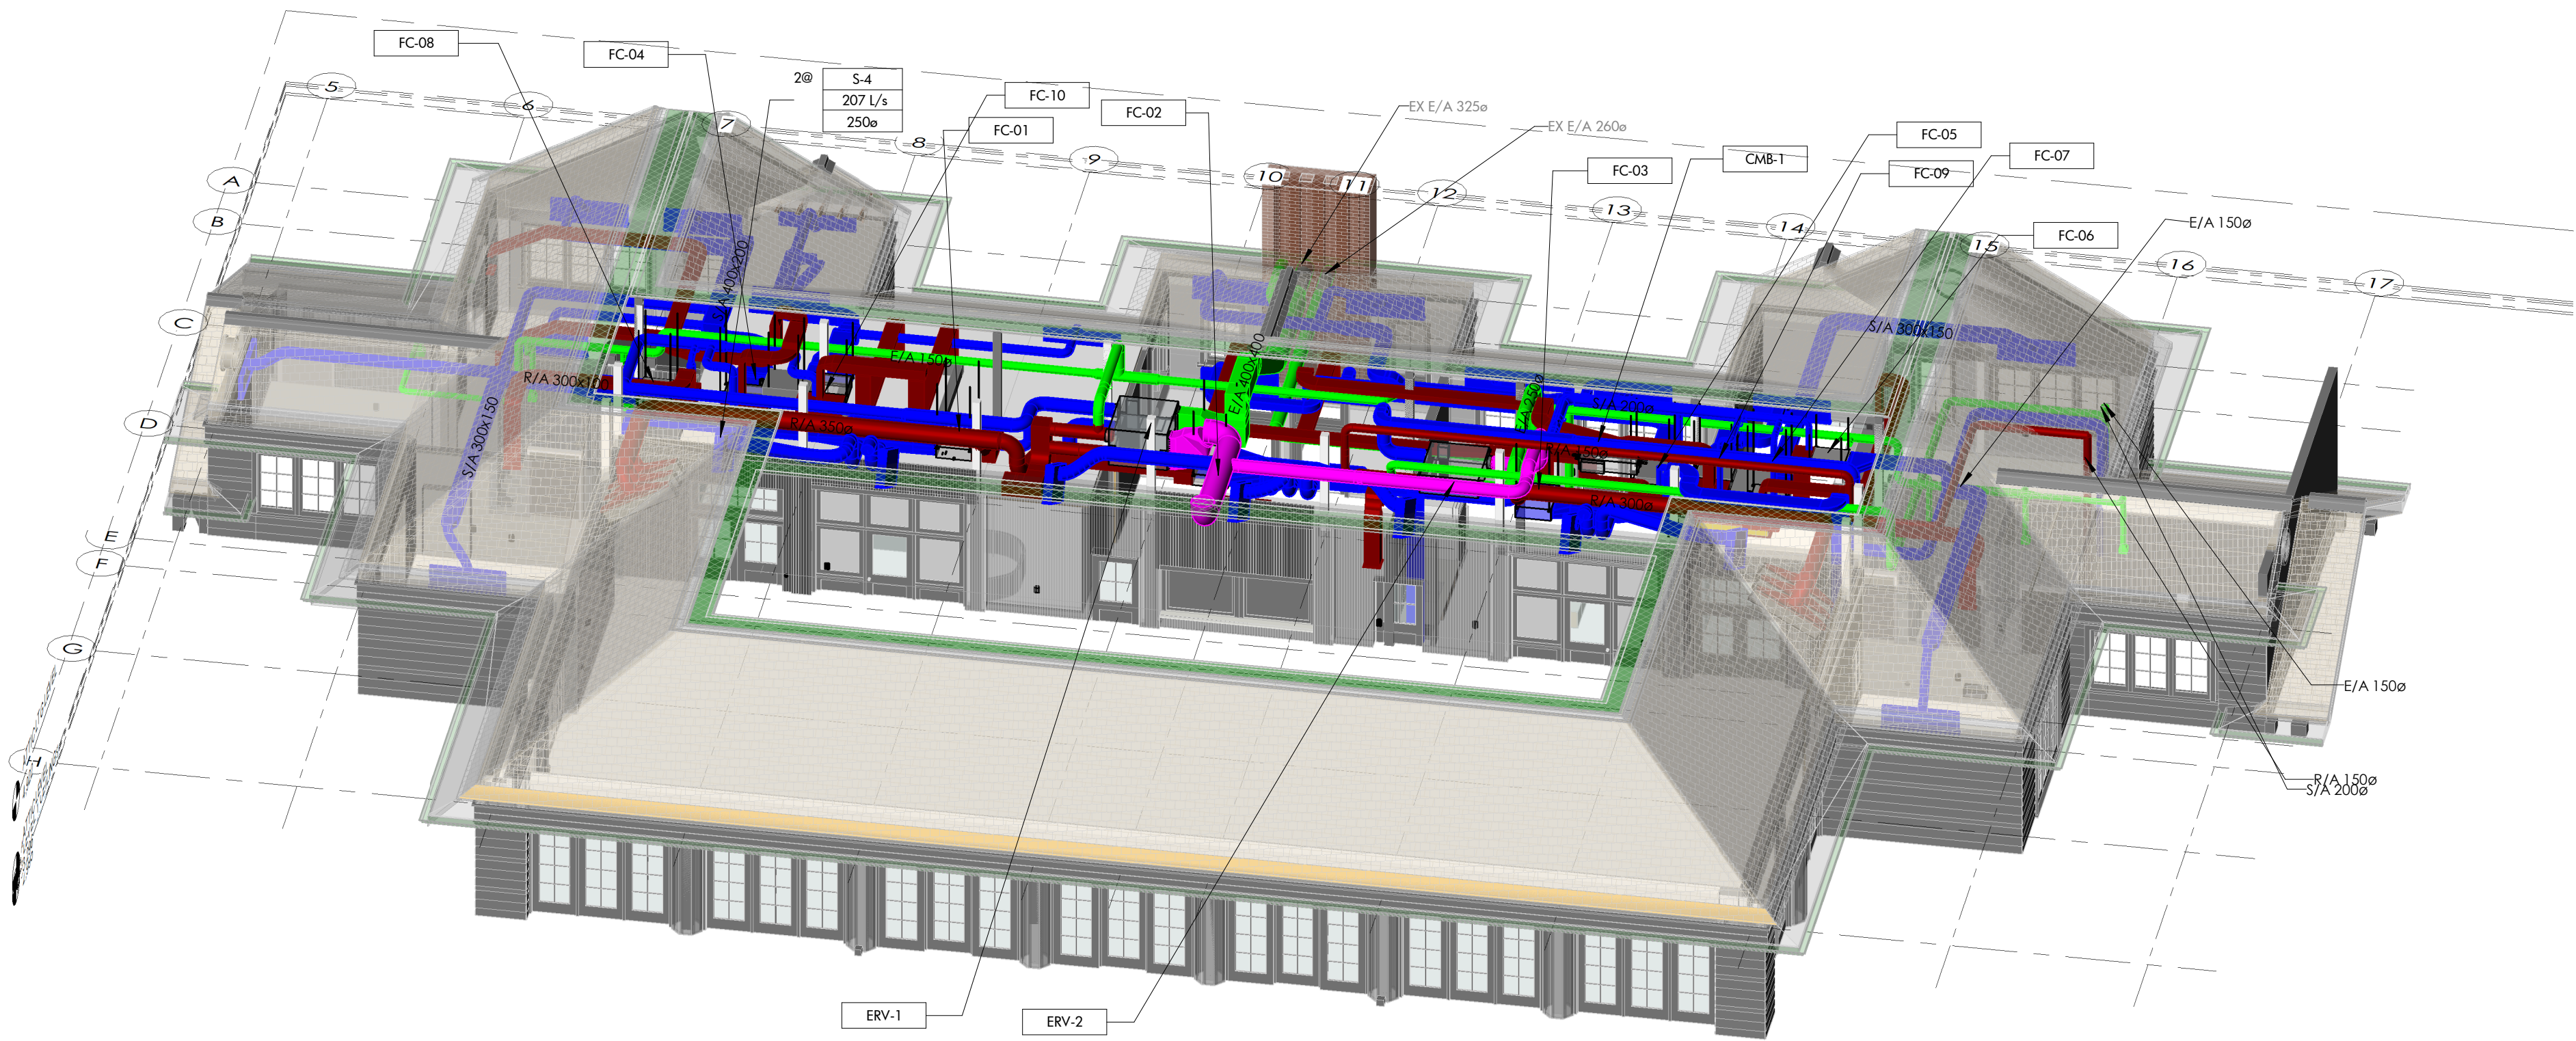 FC-08
FC-04
2@
S-4
207 L/s
250ø
FC-10
FC-01
FC-02
EX E/A 325ø
EX E/A 260ø
FC-03
CMB-1
FC-05
FC-09
FC-07
FC-06
E/A 150ø
5
6
7
8
9
10
11
12
13
14
15
16
17
A
B
C
D
E
F
G
H
S/A 400x200
S/A 300x150
R/A 300x100
S/A 300x150
E/A 150ø
R/A 350ø
E/A 400x400
E/A 250ø
S/A 200ø
R/A 300ø
E/A 150ø
R/A 150ø
S/A 200ø
ERV-1
ERV-2